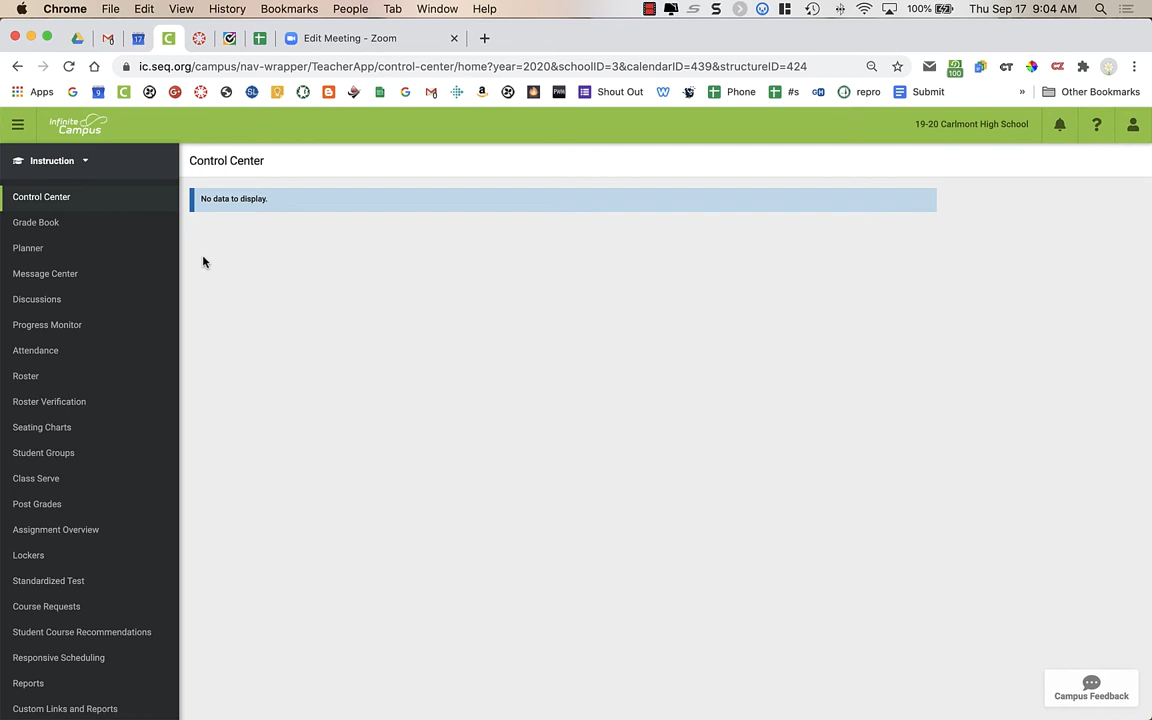 Chrome File Edit View History Bookmarks People Tab Window Help 100% Thu Sep 17 9:04 AM
17 Edit Meeting - Zoom
ic.seq.org/campus/nav-wrapper/TeacherApp/control-center/home?year=2020&schoolID=3&calendarID=439&structureID=424 100 CT CZ
Apps Shout Out Phone #s repro Submit » Other Bookmarks
Infinite Campus 19-20 Carlmont High School
Instruction
Control Center
Control Center
No data to display.
Grade Book
Planner
Message Center
Discussions
Progress Monitor
Attendance
Roster
Roster Verification
Seating Charts
Student Groups
Class Serve
Post Grades
Assignment Overview
Lockers
Standardized Test
Course Requests
Student Course Recommendations
Responsive Scheduling
Reports
Custom Links and Reports
Campus Feedback